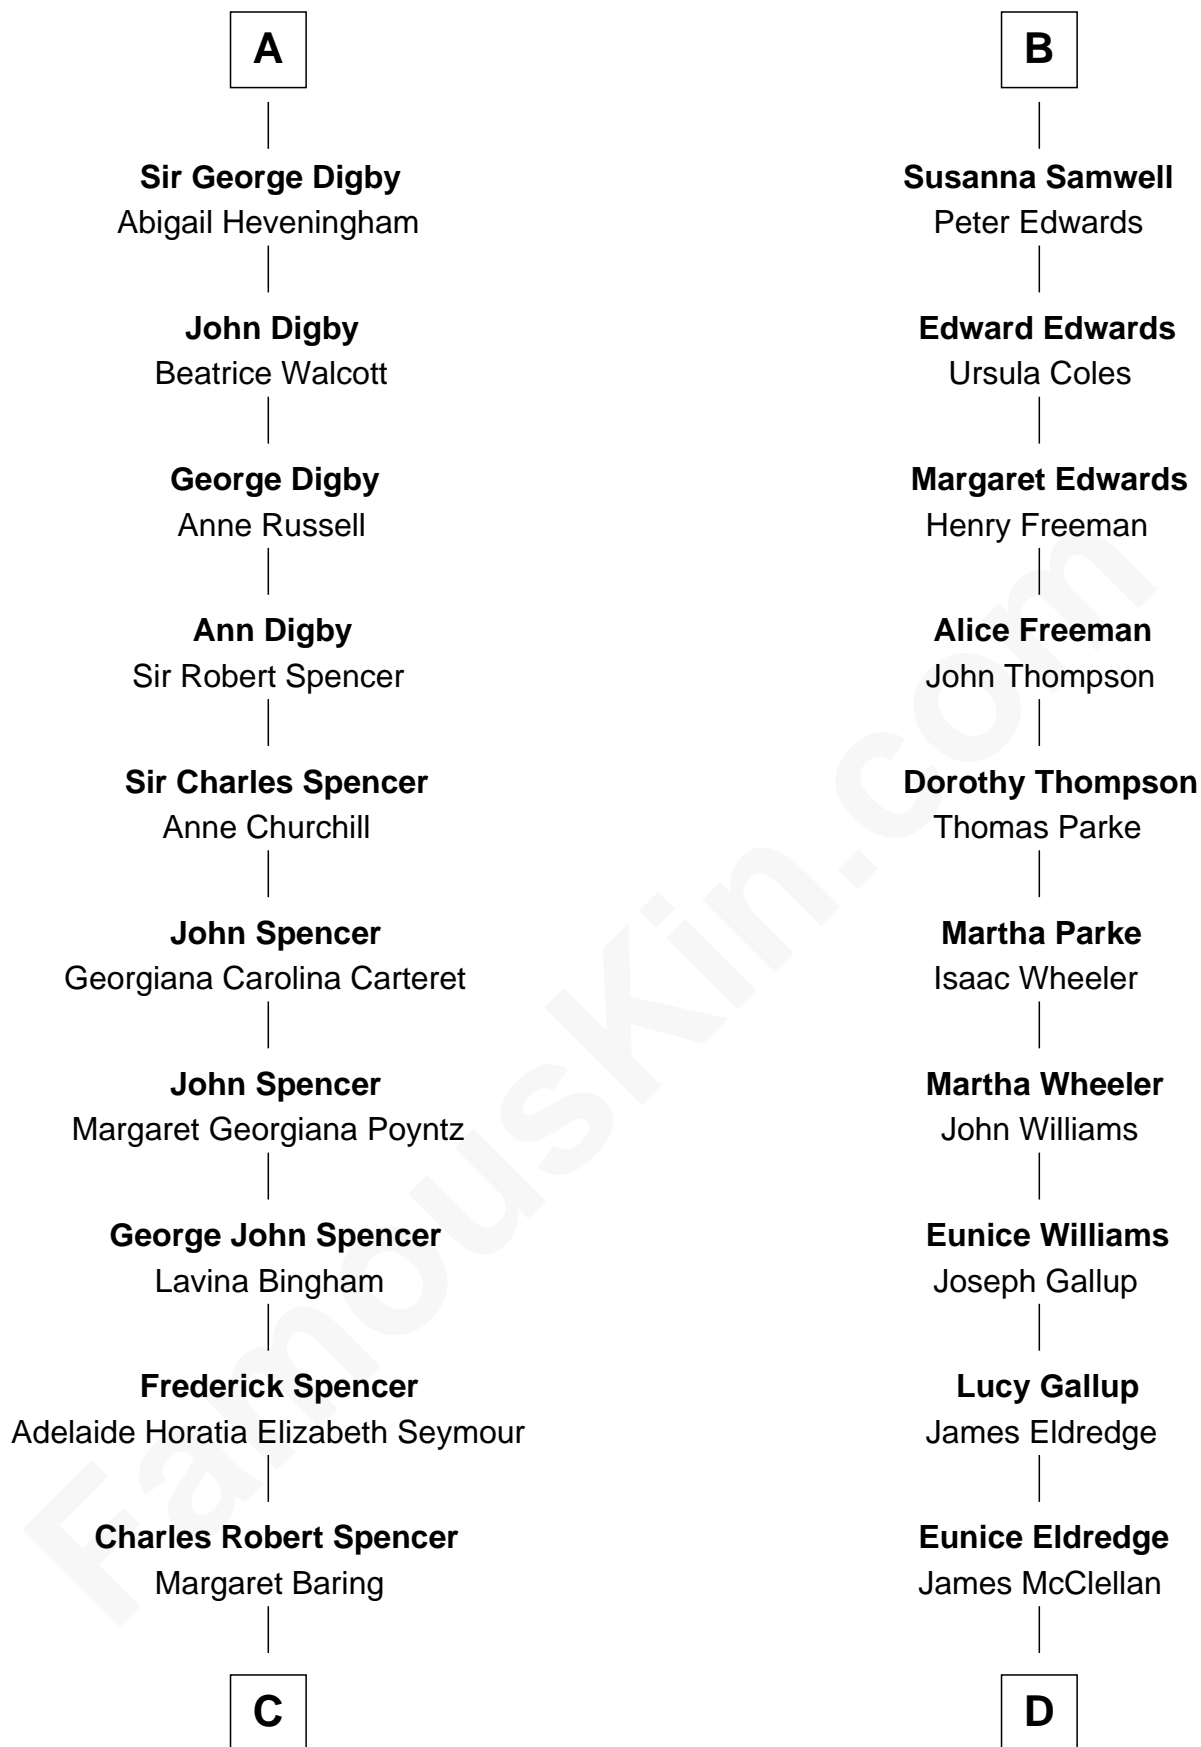 A
Sir George Digby
Abigail Heveningham
John Digby
Beatrice Walcott
George Digby
Anne Russell
Ann Digby
Sir Robert Spencer
Sir Charles Spencer
Anne Churchill
John Spencer
Georgiana Carolina Carteret
John Spencer
Margaret Georgiana Poyntz
George John Spencer
Lavina Bingham
Frederick Spencer
Adelaide Horatia Elizabeth Seymour
Charles Robert Spencer
Margaret Baring
C
B
Susanna Samwell
Peter Edwards
Edward Edwards
Ursula Coles
Margaret Edwards
Henry Freeman
Alice Freeman
John Thompson
Dorothy Thompson
Thomas Parke
Martha Parke
Isaac Wheeler
Martha Wheeler
John Williams
Eunice Williams
Joseph Gallup
Lucy Gallup
James Eldredge
Eunice Eldredge
James McClellan
D
FamousKin.com